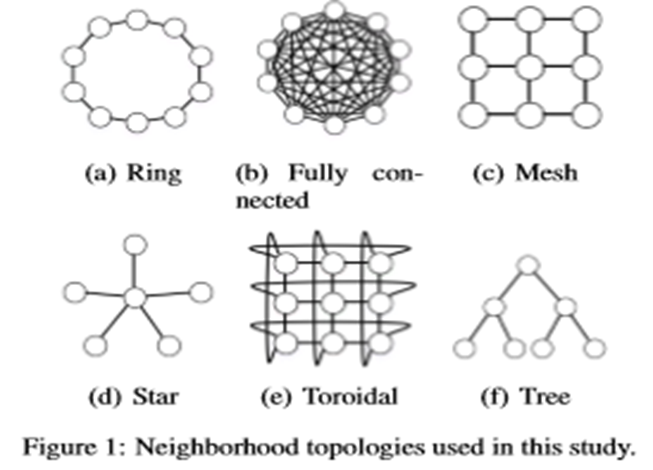 (a) Ring
(b) Fully con-
nected
(c) Mesh
(d) Star
(e) Toroidal
(f) Tree
Figure 1: Neighborhood topologies used in this study.